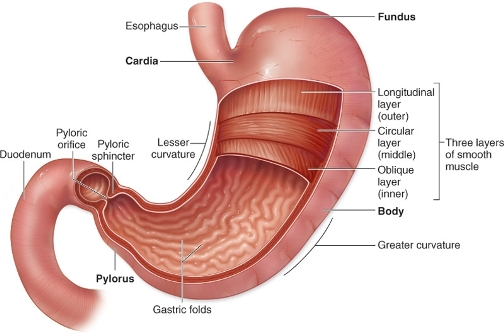 Esophagus
Fundus
Cardia
Longitudinal
layer
(outer)
Circular
layer
(middle)
Oblique
layer
(inner)
Three layers
of smooth
muscle
Lesser
curvature
Pyloric
orifice
Pyloric
sphincter
Duodenum
Body
Greater curvature
Pylorus
Gastric folds